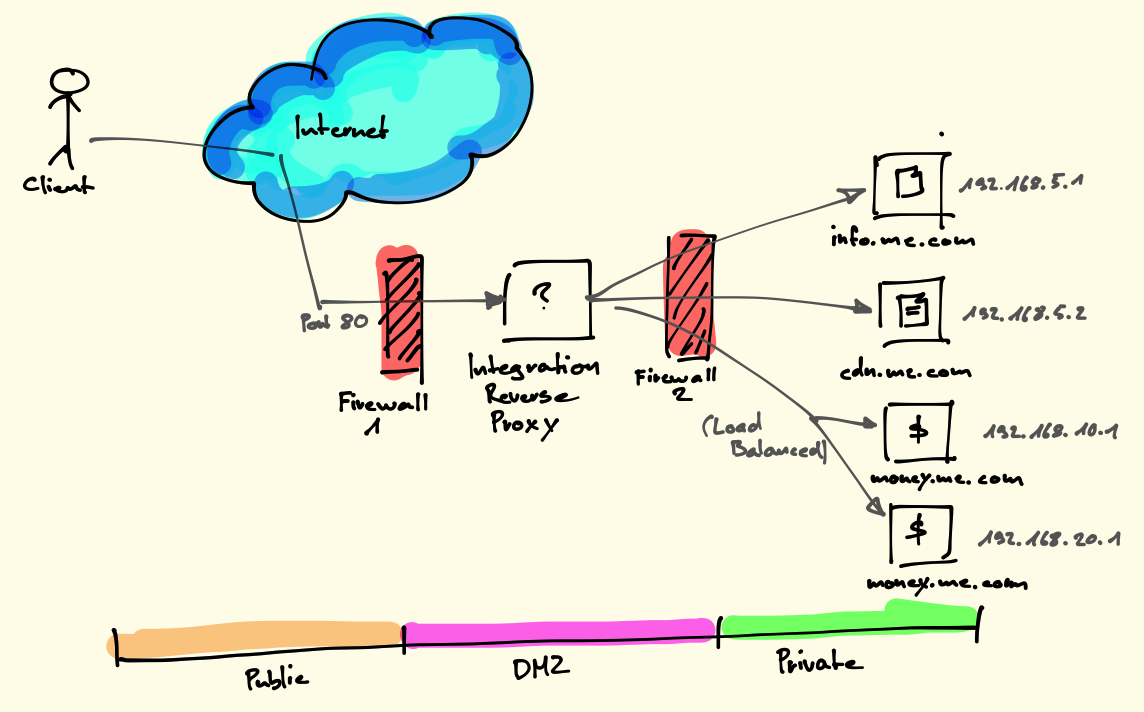 Internet
Client
Port 80
Firewall
1
?
Integration
Reverse
Proxy
Firewall
2
(Load
Balanced)
192.168.5.1
info.me.com
192.168.5.2
cdn.me.com
$
192.168.10.1
money.me.com
$
192.168.20.1
money.me.com
Public
DMZ
Private